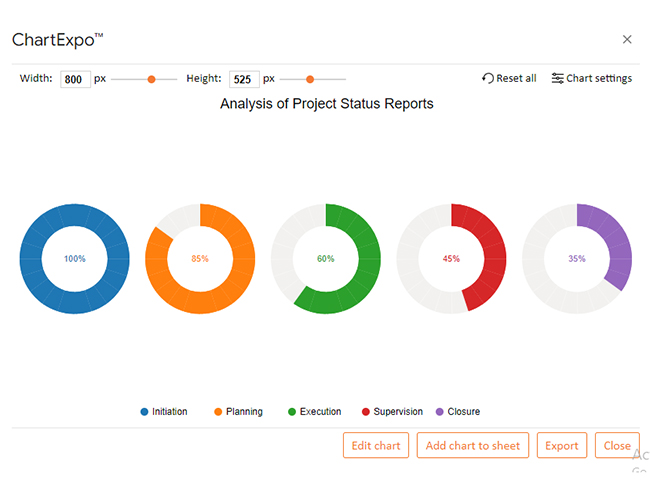 ChartExpo™
Width: 800 px Height: 525 px Reset all Chart settings
Analysis of Project Status Reports
100% 85% 60% 45% 35%
Initiation Planning Execution Supervision Closure
Edit chart Add chart to sheet Export Close
Ac